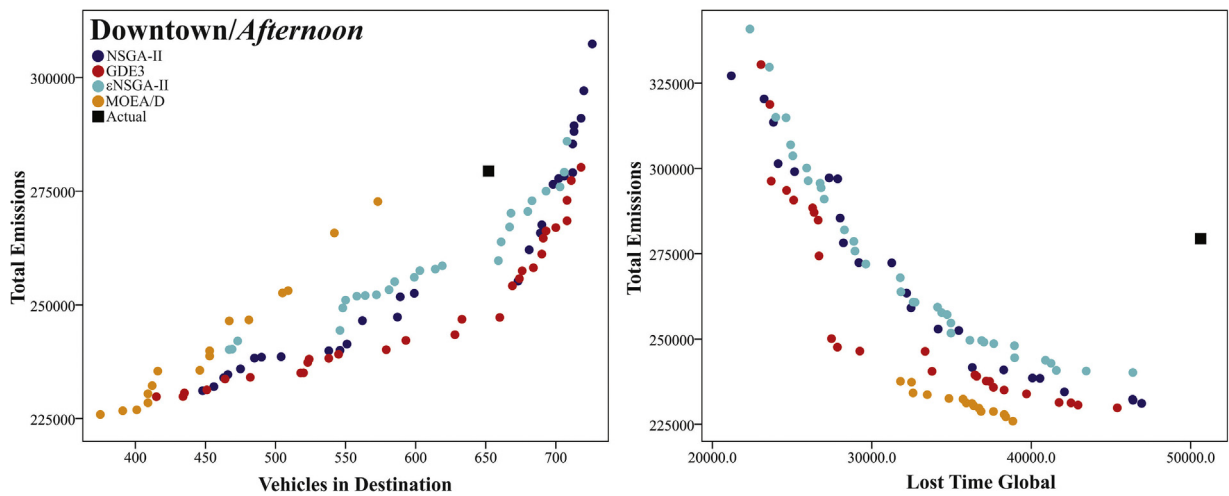 Downtown/Afternoon
NSGA-II
GDE3
εNSGA-II
MOEA/D
Actual
Total Emissions
300000
275000
250000
225000
400 450 500 550 600 650 700
Vehicles in Destination
Total Emissions
325000
300000
275000
250000
225000
20000.0 30000.0 40000.0 50000.0
Lost Time Global